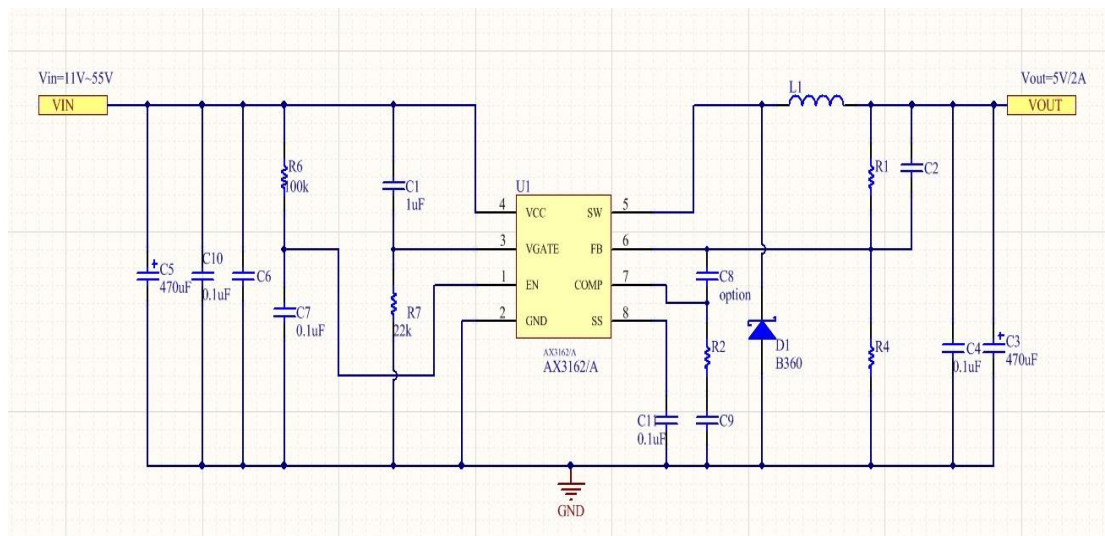 Vin=11V~55V
VIN
Vout=5V/2A
VOUT
L1
R6
100k
C1
1uF
R1
C2
U1
4 VCC SW 5
3 VGATE FB 6
1 EN COMP 7
2 GND SS 8
AX3162/A
AX3162/A
C5
470uF
C10
0.1uF
C6
C7
0.1uF
R7
22k
C8
option
R2
D1
B360
R4
C4
0.1uF
C3
470uF
C11
0.1uF
C9
GND